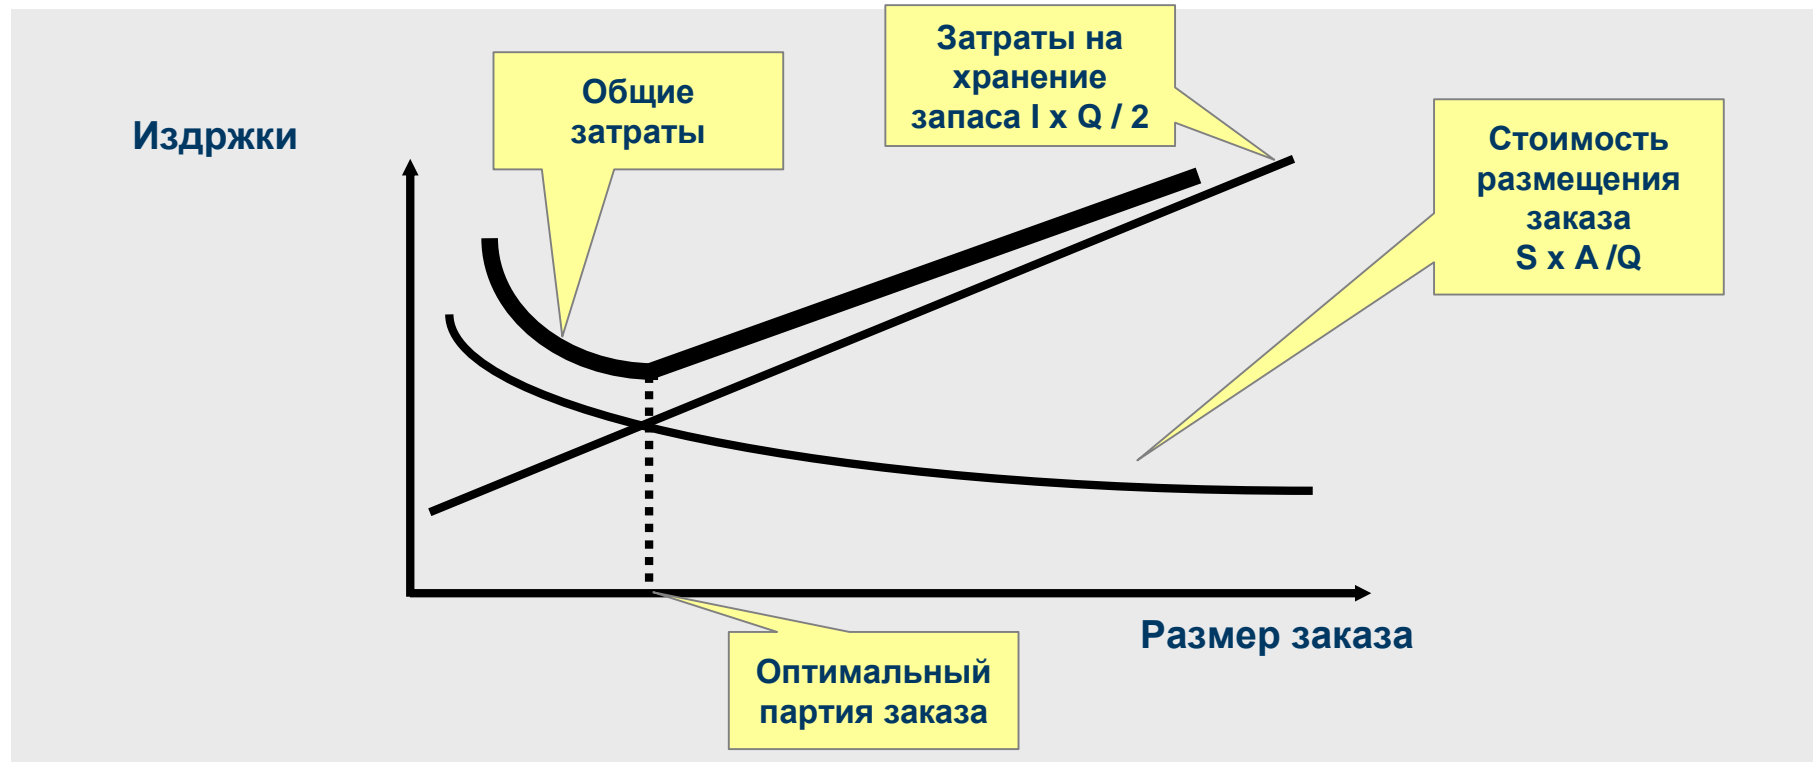 Затраты на
хранение
запаса I x Q / 2
Общие
затраты
Издржки
Стоимость
размещения
заказа
S x A /Q
Размер заказа
Оптимальный
партия заказа